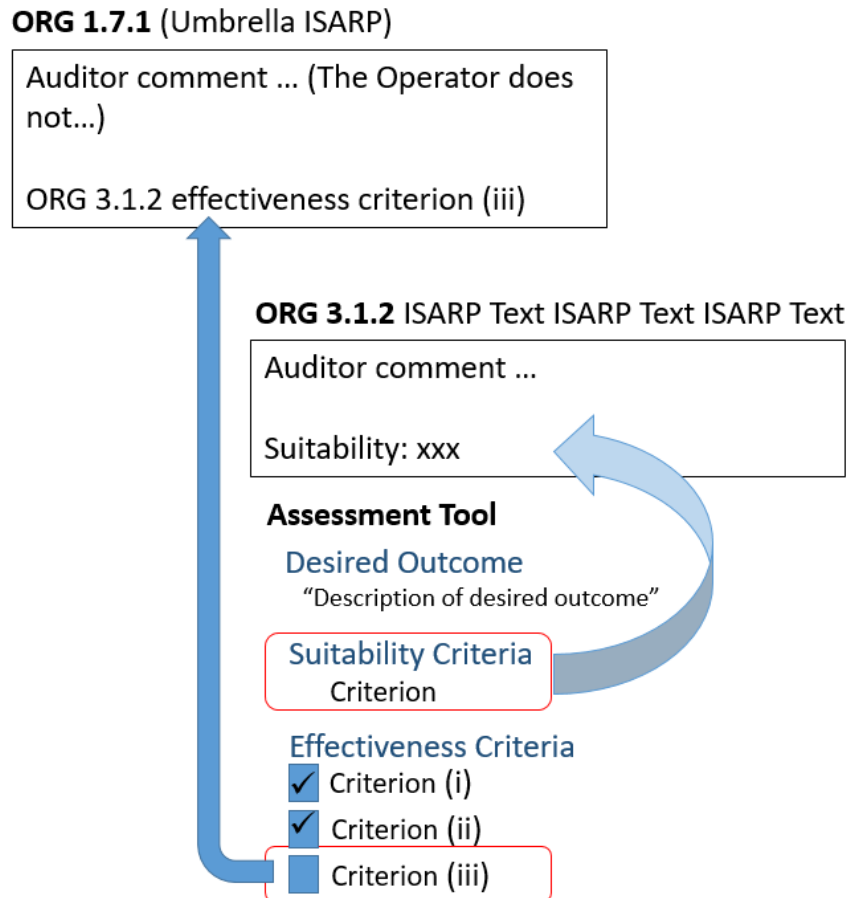 ORG 1.7.1 (Umbrella ISARP)
Auditor comment ... (The Operator does
not...)
ORG 3.1.2 effectiveness criterion (iii)
ORG 3.1.2 ISARP Text ISARP Text ISARP Text
Auditor comment ...
Suitability: xxx
Assessment Tool
Desired Outcome
“Description of desired outcome”
Suitability Criteria
Criterion
Effectiveness Criteria
Criterion (i)
Criterion (ii)
Criterion (iii)